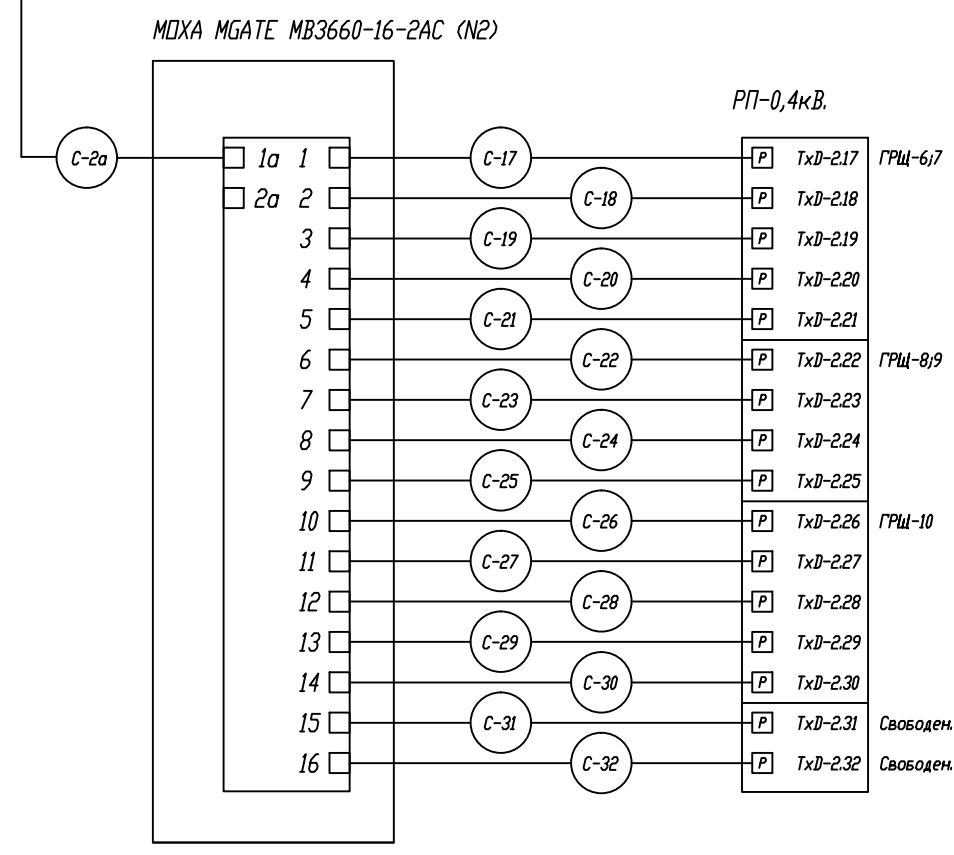 MOXA MGATE MB3660-16-2AC (N2)
РП-0,4кВ.
С-2а 1а 1 С-17 Р TxD-2.17 ГРЩ-6;7
2а 2 С-18 Р TxD-2.18
3 С-19 Р TxD-2.19
4 С-20 Р TxD-2.20
5 С-21 Р TxD-2.21
6 С-22 Р TxD-2.22 ГРЩ-8;9
7 С-23 Р TxD-2.23
8 С-24 Р TxD-2.24
9 С-25 Р TxD-2.25
10 С-26 Р TxD-2.26 ГРЩ-10
11 С-27 Р TxD-2.27
12 С-28 Р TxD-2.28
13 С-29 Р TxD-2.29
14 С-30 Р TxD-2.30
15 С-31 Р TxD-2.31 Свободен.
16 С-32 Р TxD-2.32 Свободен.